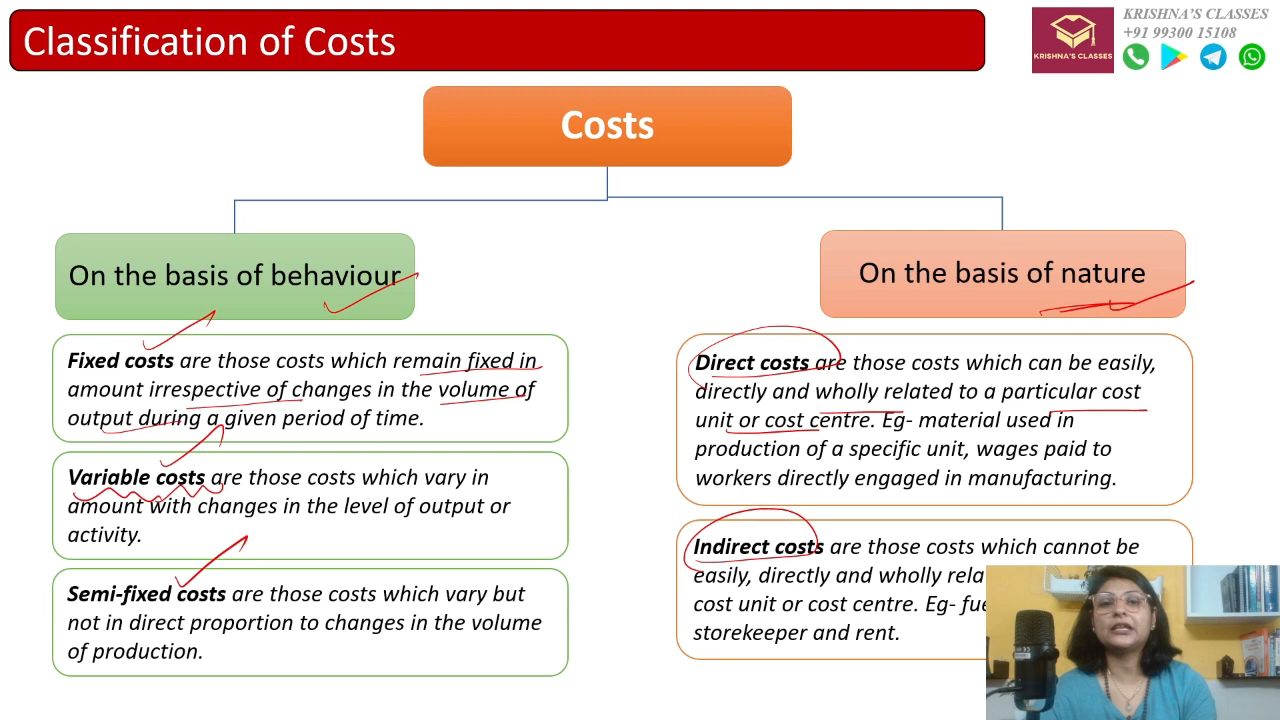 Classification of Costs
KRISHNA'S CLASSES
+91 99300 15108
KRISHNA'S CLASSES
Costs
On the basis of behaviour
Fixed costs are those costs which remain fixed in
amount irrespective of changes in the volume of
output during a given period of time.
Variable costs are those costs which vary in
amount with changes in the level of output or
activity.
Semi-fixed costs are those costs which vary but
not in direct proportion to changes in the volume
of production.
On the basis of nature
Direct costs are those costs which can be easily,
directly and wholly related to a particular cost
unit or cost centre. Eg- material used in
production of a specific unit, wages paid to
workers directly engaged in manufacturing.
Indirect costs are those costs which cannot be
easily, directly and wholly
cost unit or cost centre. Eg-
storekeeper and rent.